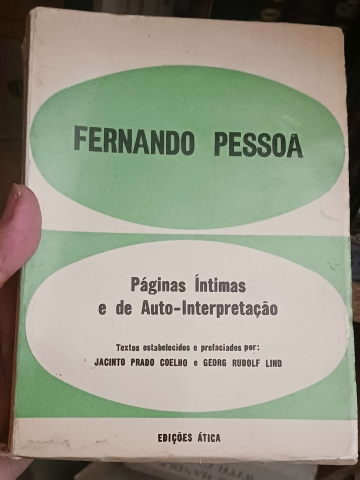 FERNANDO PESSOA
Páginas Íntimas
e de Auto-Interpretação
Textos estabelecidos e prefaciados por:
JACINTO PRADO COELHO e GEORG RUDOLF LIND
EDIÇÕES ÁTICA